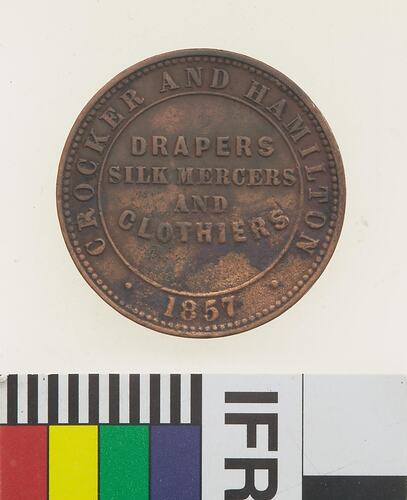 CROCKER AND HAMILTON
DRAPERS
SILK MERCERS
AND
CLOTHIERS
1857
IFR